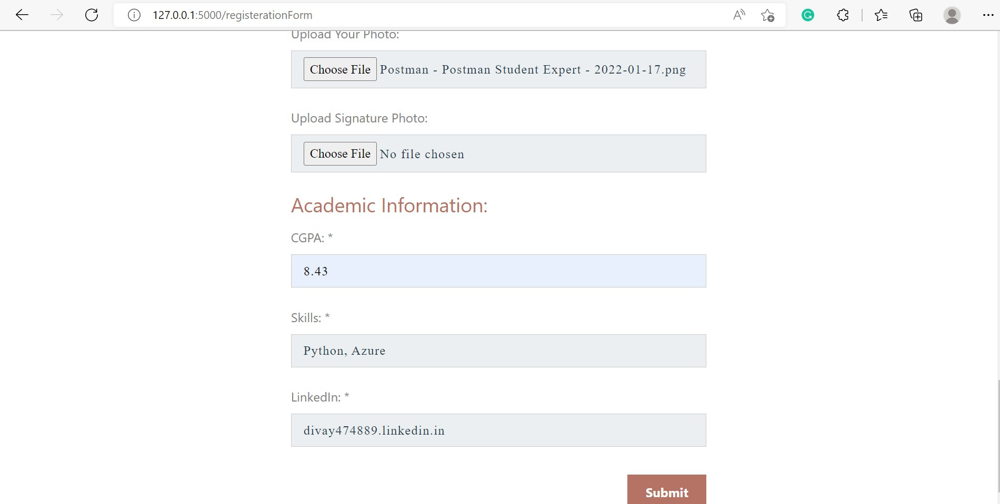 127.0.0.1:5000/registerationForm
Upload Your Photo:
Choose File Postman - Postman Student Expert - 2022-01-17.png
Upload Signature Photo:
Choose File No file chosen
Academic Information:
CGPA: *
8.43
Skills: *
Python, Azure
LinkedIn: *
divay474889.linkedin.in
Submit